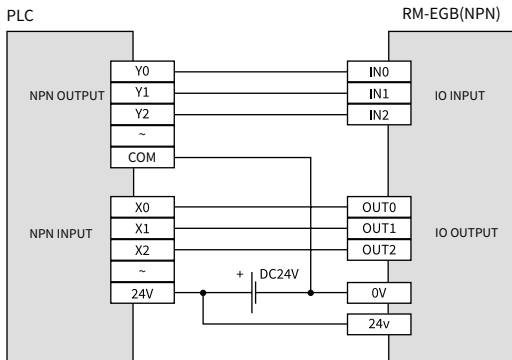 PLC
RM-EGB(NPN)
NPN OUTPUT
Y0
Y1
Y2
~
COM
IN0
IN1
IN2
IO INPUT
NPN INPUT
X0
X1
X2
~
24V
+ DC24V
OUT0
OUT1
OUT2
IO OUTPUT
0V
24v